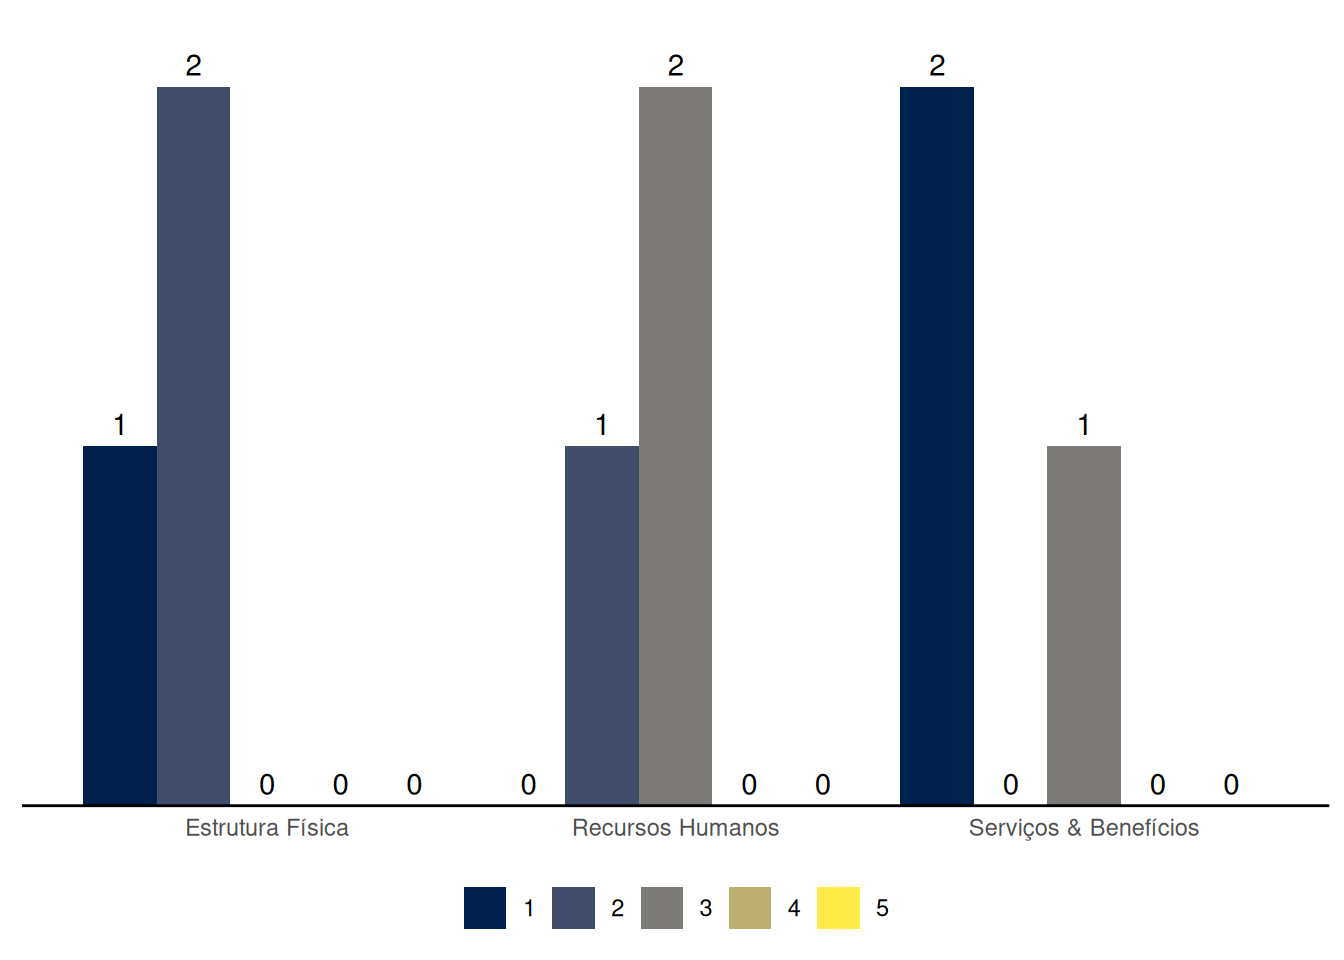 2 2 2
1 1 1
0 0 0 0 0 0 0 0 0
Estrutura Física Recursos Humanos Serviços & Benefícios
1 2 3 4 5